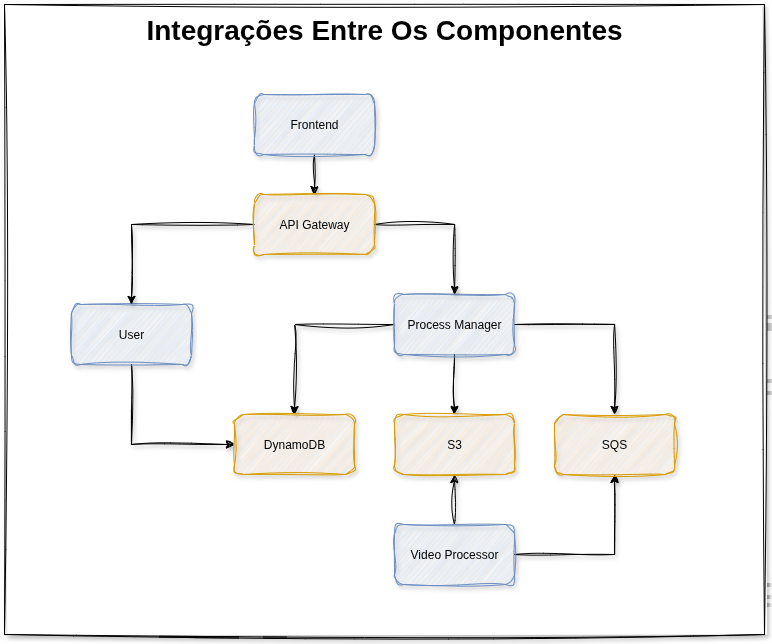 Integrações Entre Os Componentes
Frontend
API Gateway
Process Manager
User
DynamoDB
S3
SQS
Video Processor